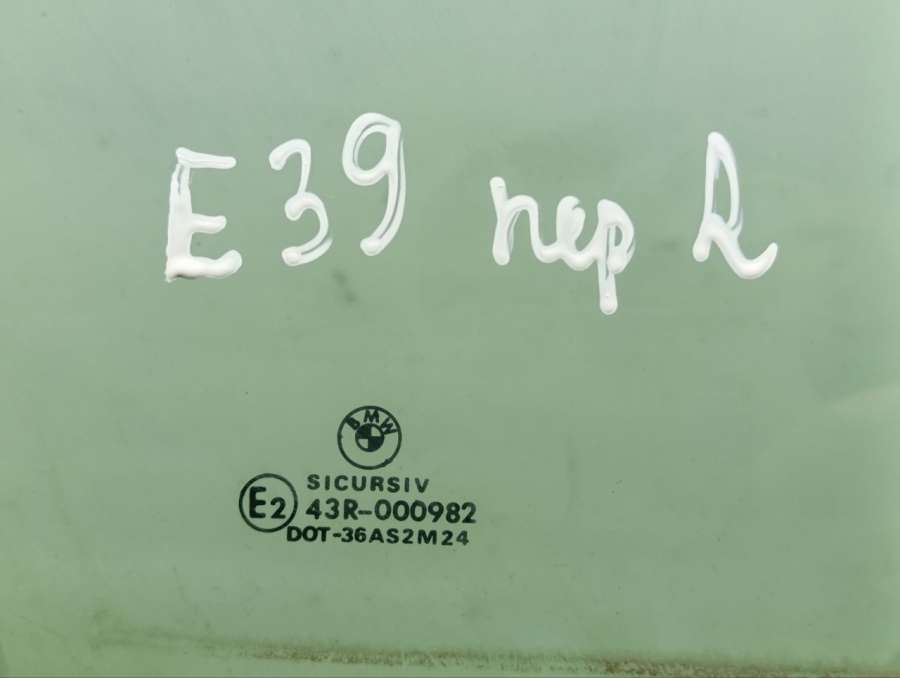 E39 пер R
BMW
SICURSIV
E2 43R-000982
DOT-36AS2M24